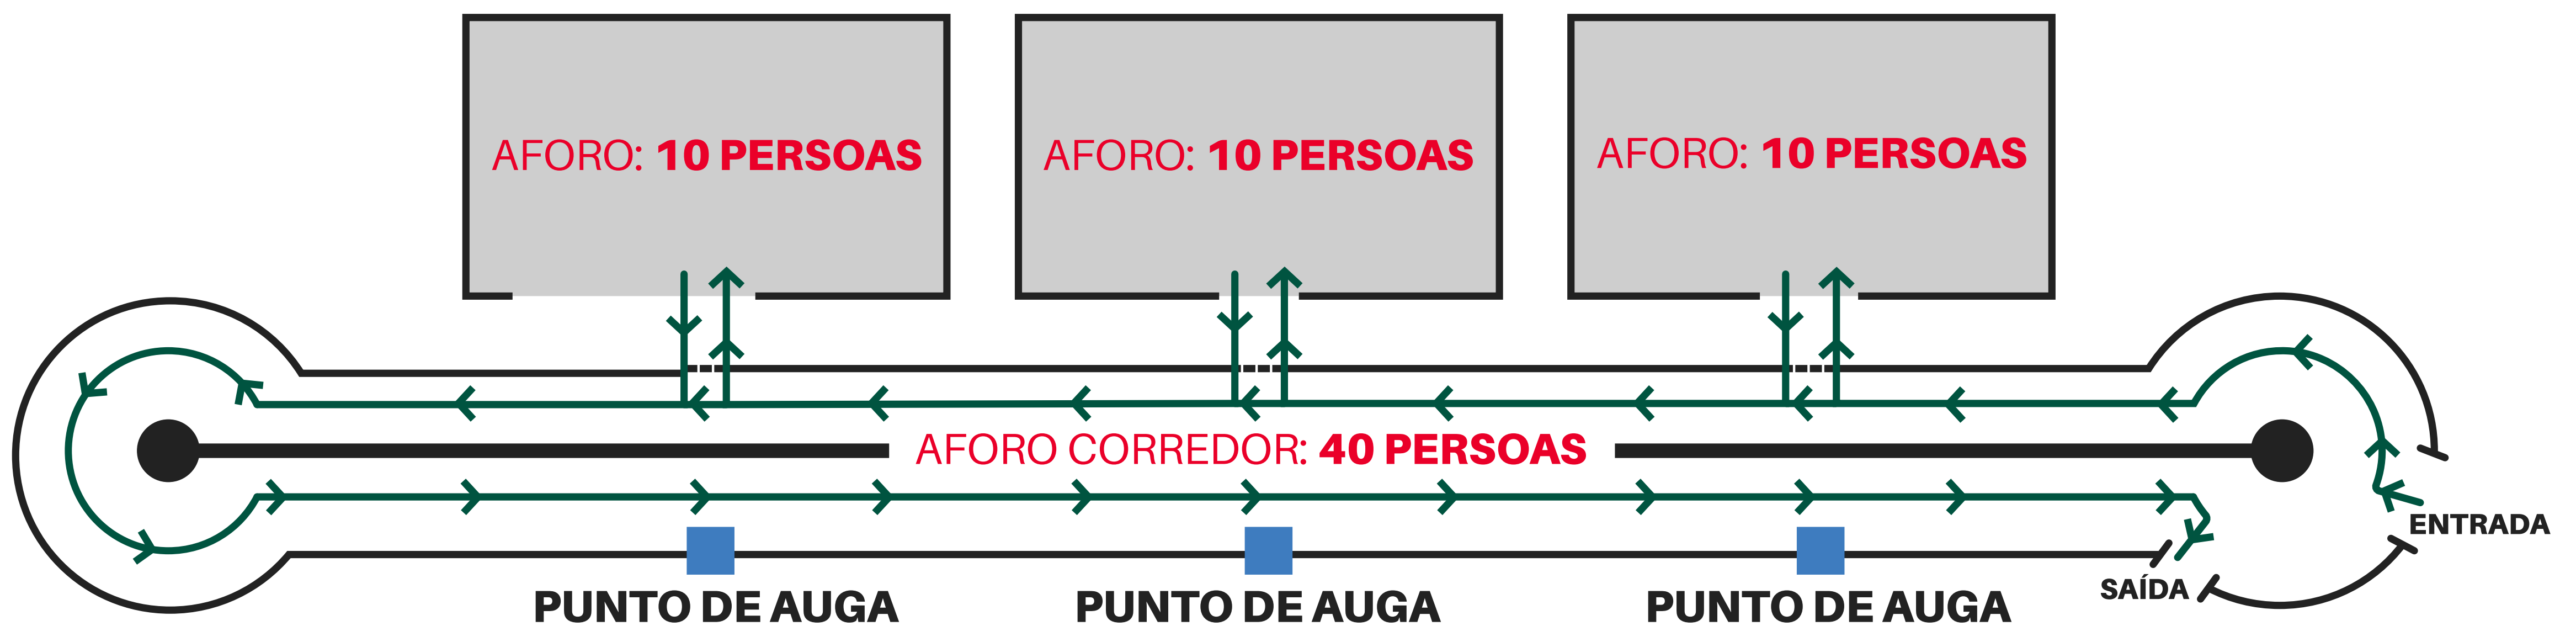 AFORO: 10 PERSOAS
AFORO: 10 PERSOAS
AFORO: 10 PERSOAS
AFORO CORREDOR: 40 PERSOAS
ENTRADA
SAÍDA
PUNTO DE AUGA
PUNTO DE AUGA
PUNTO DE AUGA